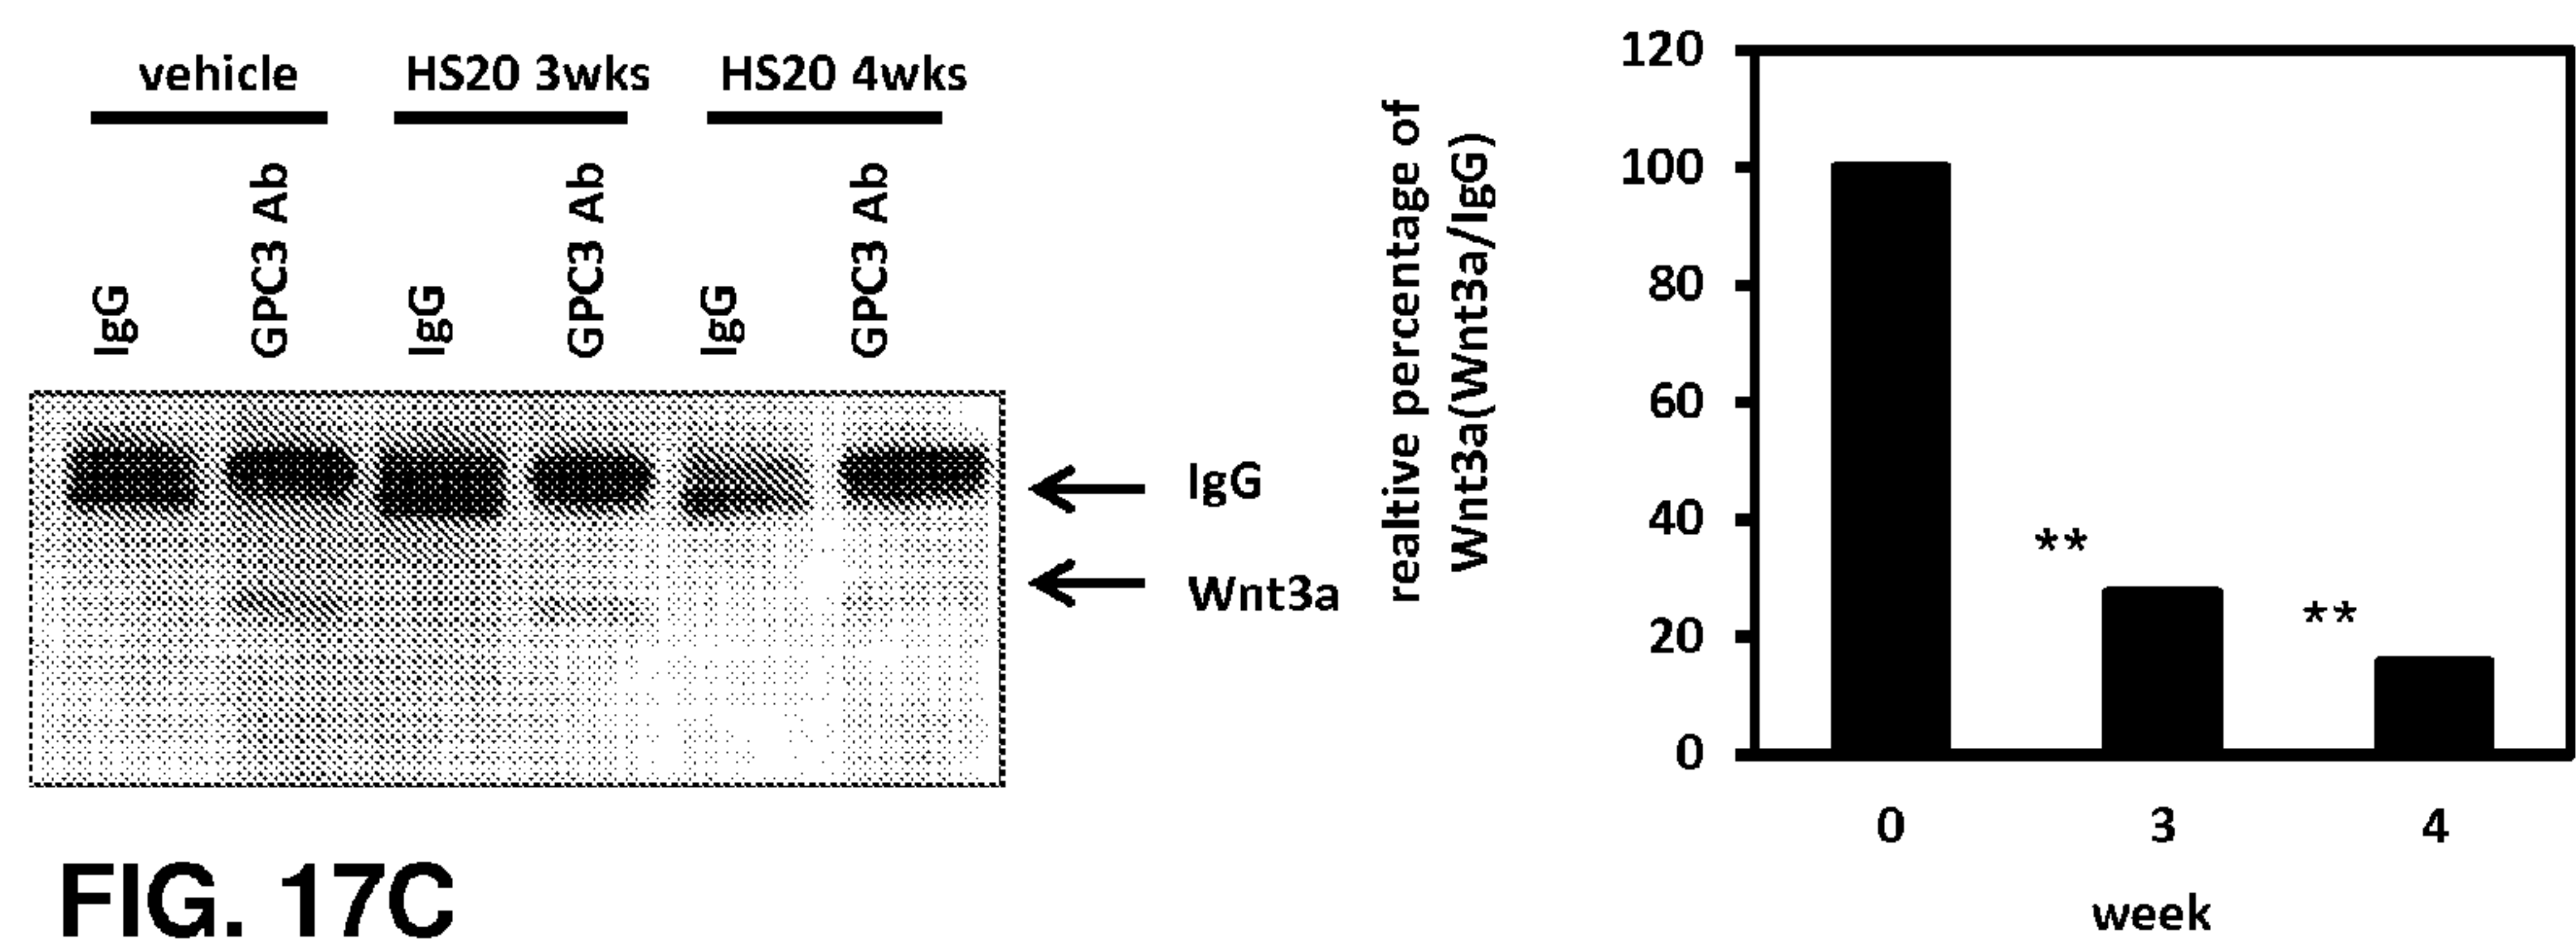 vehicle HS20 3wks HS20 4wks
IgG GPC3 Ab IgG GPC3 Ab IgG GPC3 Ab
IgG
Wnt3a
FIG. 17C
realtive percentage of
Wnt3a(Wnt3a/IgG)
120
100
80
60
40
20
0
**
**
0 3 4
week